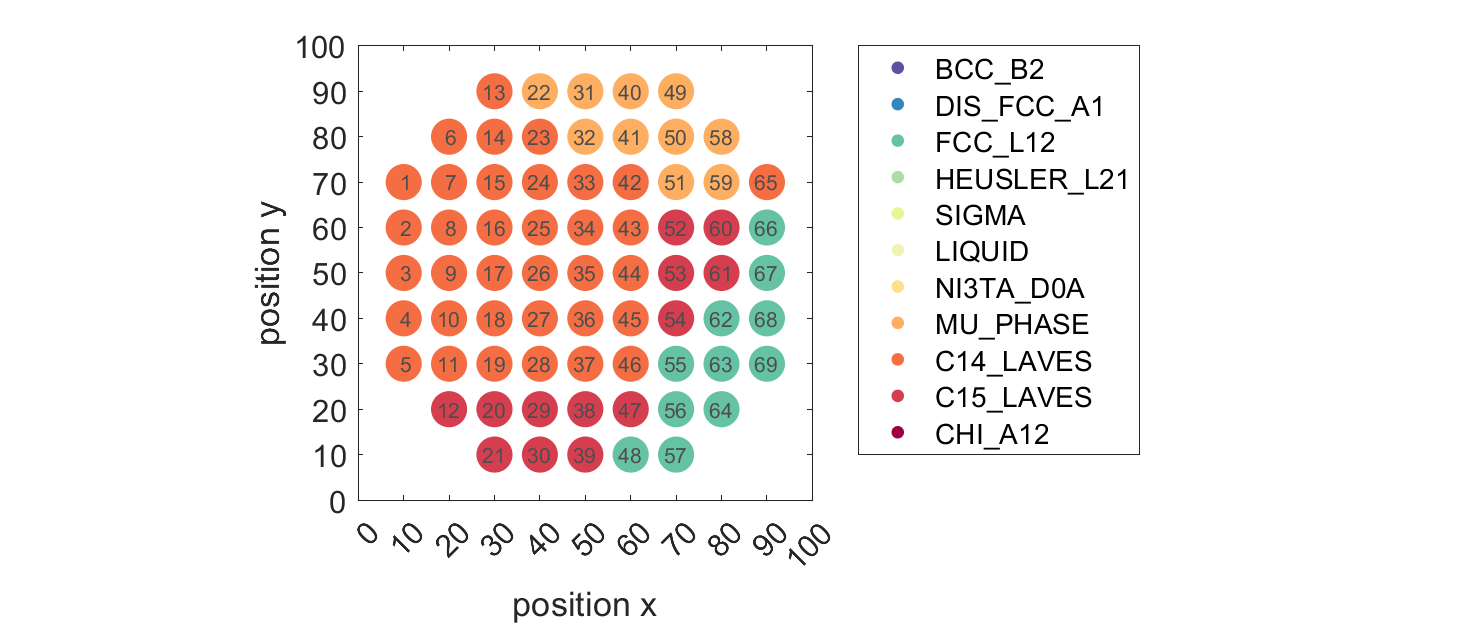 100
90
80
70
60
50
40
30
20
10
0
position y
13 22 31 40 49
6 14 23 32 41 50 58
1 7 15 24 33 42 51 59 65
2 8 16 25 34 43 52 60 66
3 9 17 26 35 44 53 61 67
4 10 18 27 36 45 54 62 68
5 11 19 28 37 46 55 63 69
12 20 29 38 47 56 64
21 30 39 48 57
0 10 20 30 40 50 60 70 80 90 100
position x
BCC_B2
DIS_FCC_A1
FCC_L12
HEUSLER_L21
SIGMA
LIQUID
NI3TA_D0A
MU_PHASE
C14_LAVES
C15_LAVES
CHI_A12